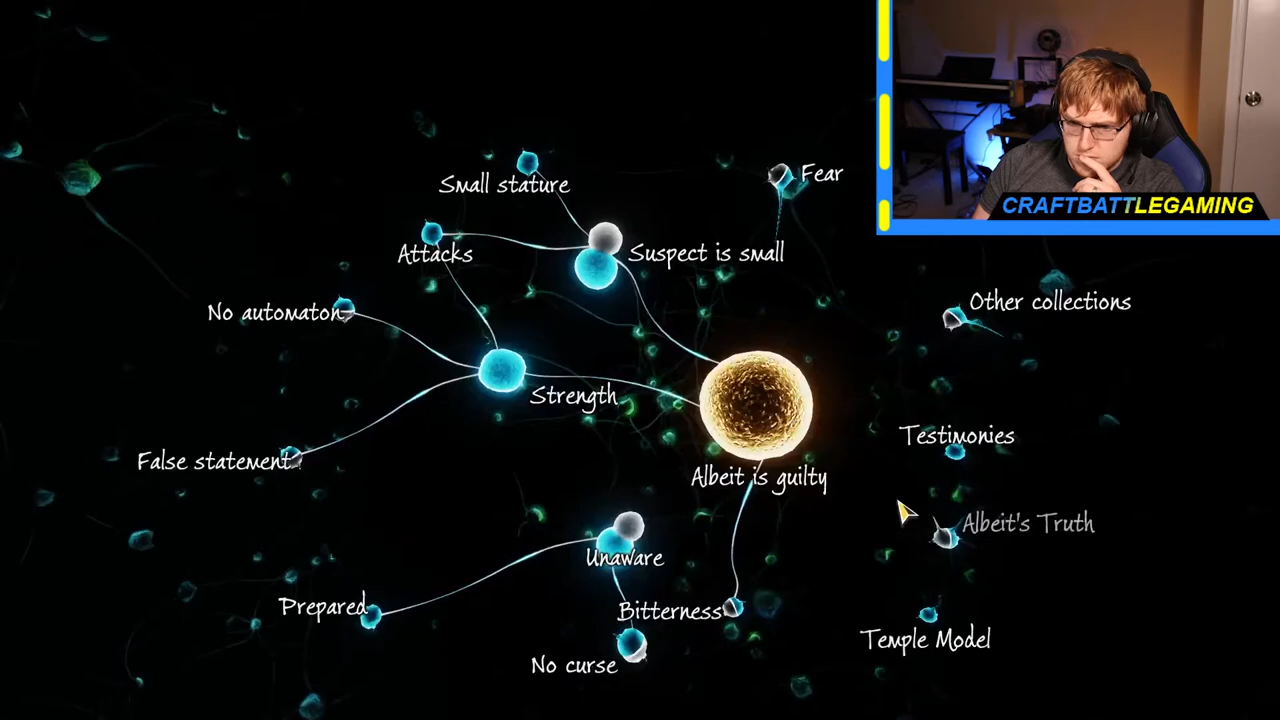 Small stature
Fear
CRAFTBATTLEGAMING
Attacks
Suspect is small
No automaton
Other collections
Strength
Testimonies
False statement
Albeit is guilty
Albeit's Truth
Unaware
Prepared
Bitterness
Temple Model
No curse